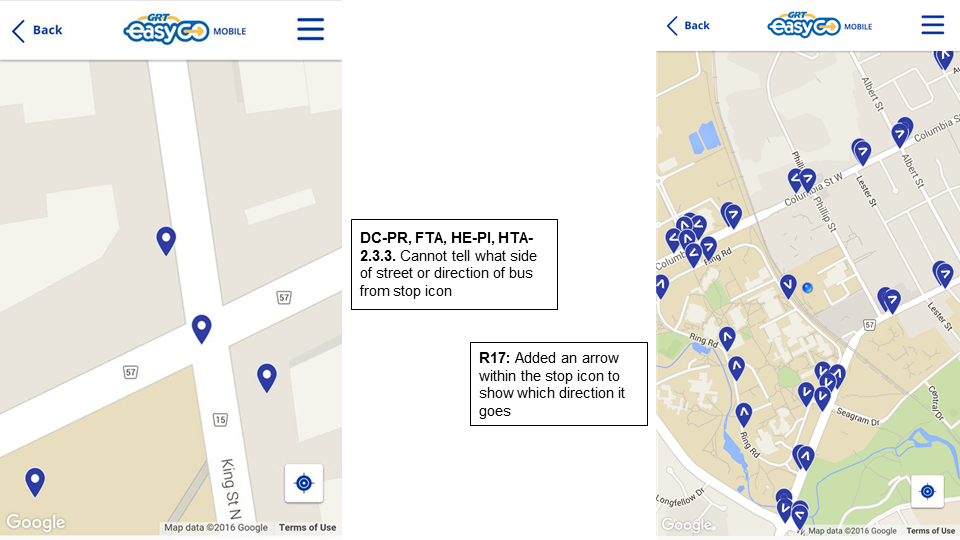 Back
GRT
easyGO MOBILE
57
57
15
King St N
Google
Map data ©2016 Google
Terms of Use
DC-PR, FTA, HE-PI, HTA-
2.3.3. Cannot tell what side
of street or direction of bus
from stop icon
R17: Added an arrow
within the stop icon to
show which direction it
goes
Back
GRT
easyGO MOBILE
Albert St
Columbia St
Albert St
Lester St
Phillip St
Columbia St W
Ring Rd
57
Lester St
Ring Rd
Seagram Dr
Central Dr
Ring Rd
Longfellow Dr
Google
Map data ©2016 Google
Terms of Use